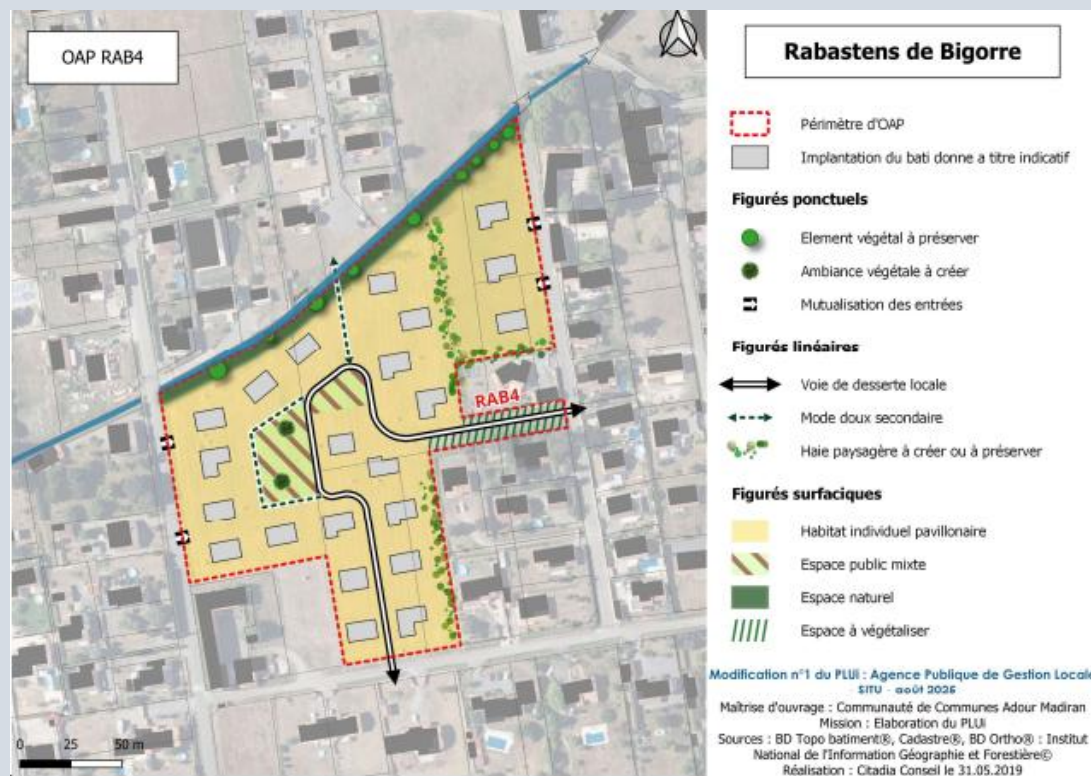 OAP RAB4
Rabastens de Bigorre
Périmètre d'OAP
Implantation du bati donne a titre indicatif
Figurés ponctuels
Element végétal à préserver
Ambiance végétale à créer
Mutualisation des entrées
Figurés linéaires
Voie de desserte locale
Mode doux secondaire
Haie paysagère à créer ou à préserver
Figurés surfaciques
Habitat individuel pavillonaire
Espace public mixte
Espace naturel
Espace à végétaliser
RAB4
0 25 50 m
Modification n°1 du PLUi : Agence Publique de Gestion Locale
SITU - août 2025
Maîtrise d'ouvrage : Communauté de Communes Adour Madiran
Mission : Elaboration du PLUi
Sources : BD Topo batiment®, Cadastre®, BD Ortho® : Institut
National de l'Information Géographie et Forestière©
Réalisation : Citadia Conseil le 31.05.2019